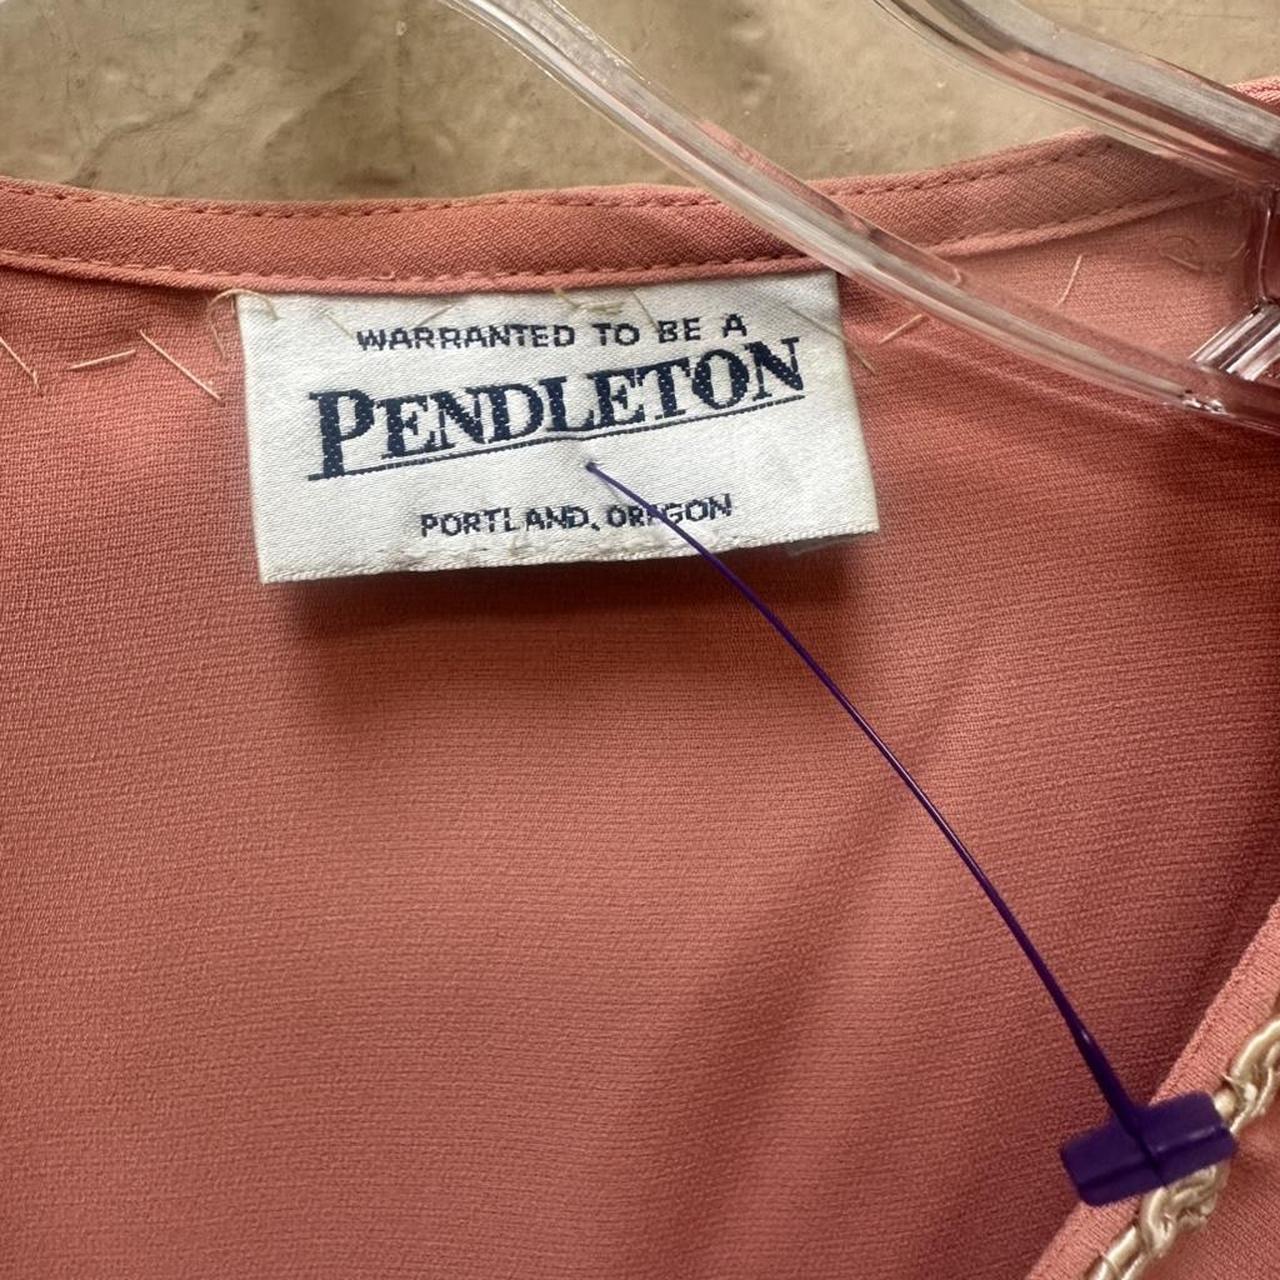 WARRANTED TO BE A
PENDLETON
PORTLAND, OREGON